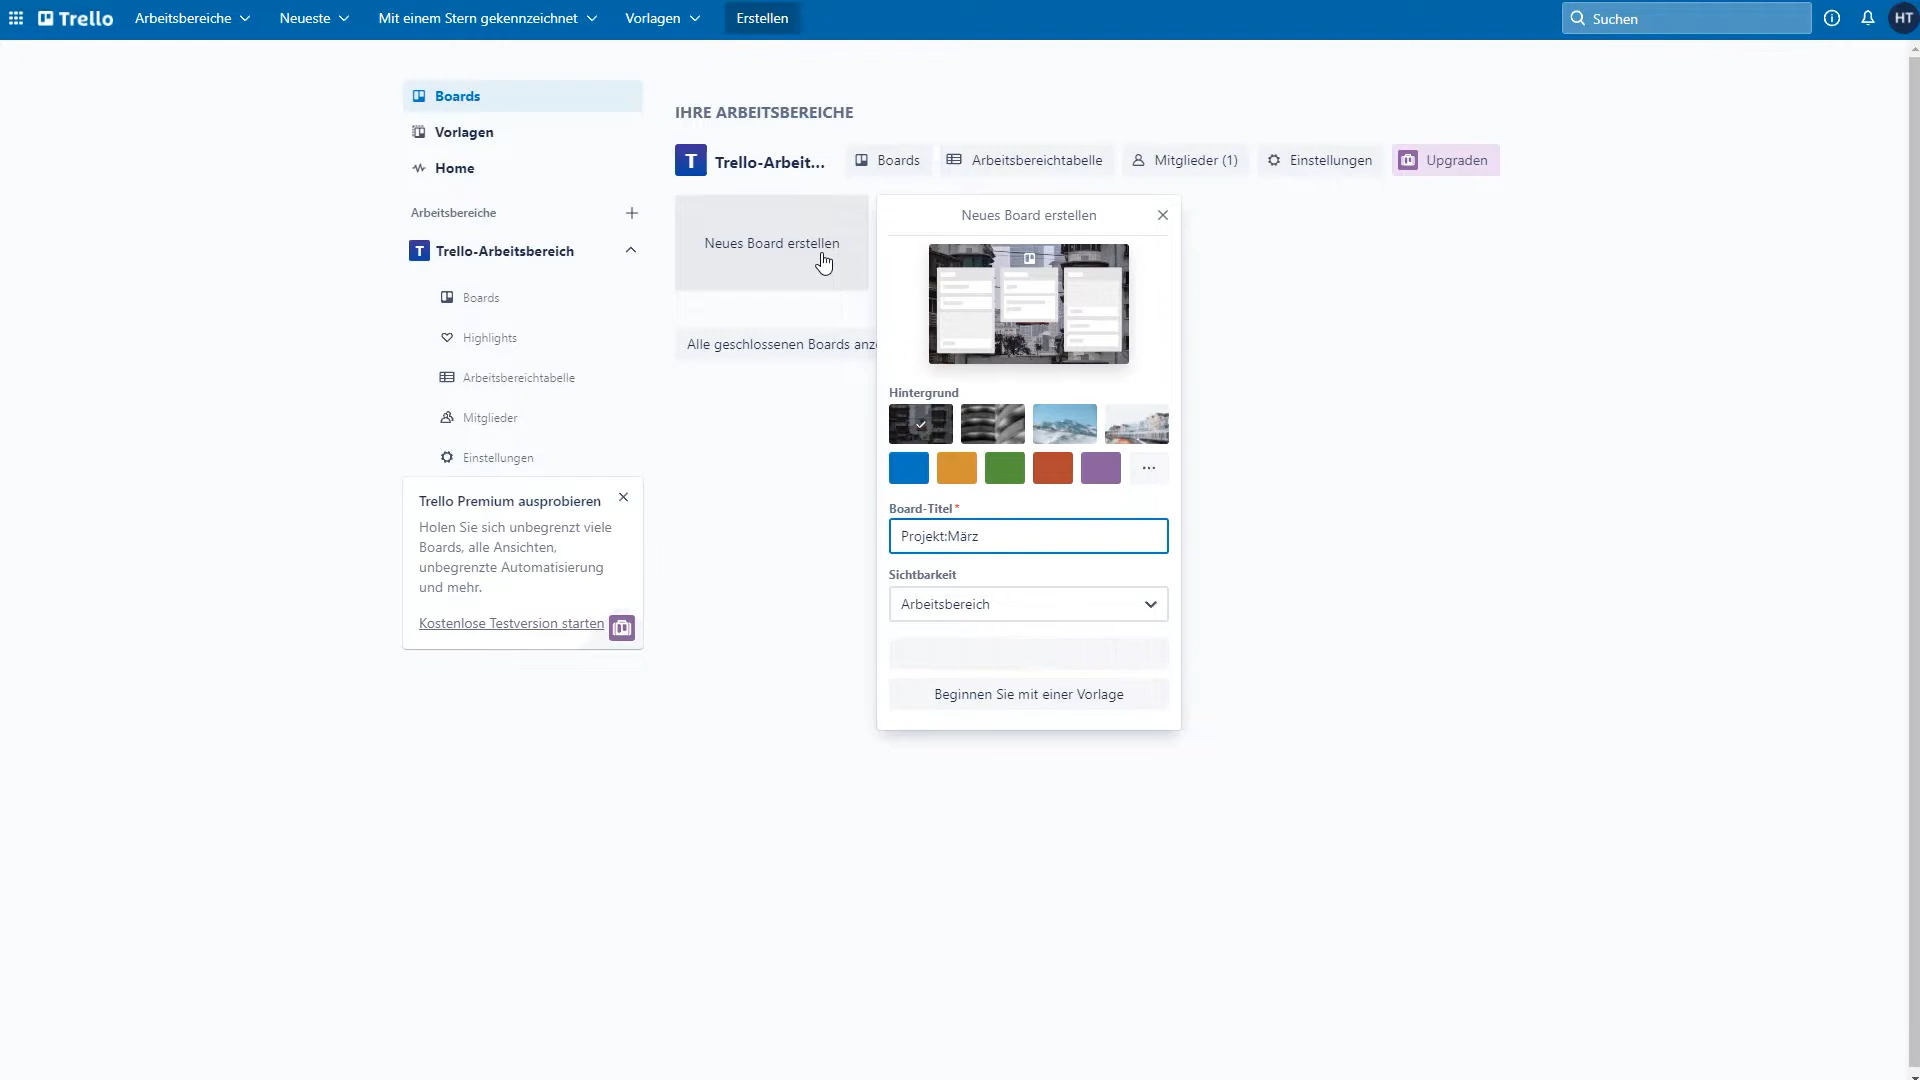 Trello
Arbeitsbereiche
Neueste
Mit einem Stern gekennzeichnet
Vorlagen
Erstellen
Suchen
HT
Boards
Vorlagen
Home
Arbeitsbereiche
T Trello-Arbeitsbereich
Boards
Highlights
Arbeitsbereichtabelle
Mitglieder
Einstellungen
Trello Premium ausprobieren
Holen Sie sich unbegrenzt viele
Boards, alle Ansichten,
unbegrenzte Automatisierung
und mehr.
Kostenlose Testversion starten
IHRE ARBEITSBEREICHE
T Trello-Arbeit...
Boards
Arbeitsbereichtabelle
Mitglieder (1)
Einstellungen
Upgraden
Neues Board erstellen
Alle geschlossenen Boards anz
Neues Board erstellen
Hintergrund
Board-Titel*
Projekt:März
Sichtbarkeit
Arbeitsbereich
Beginnen Sie mit einer Vorlage